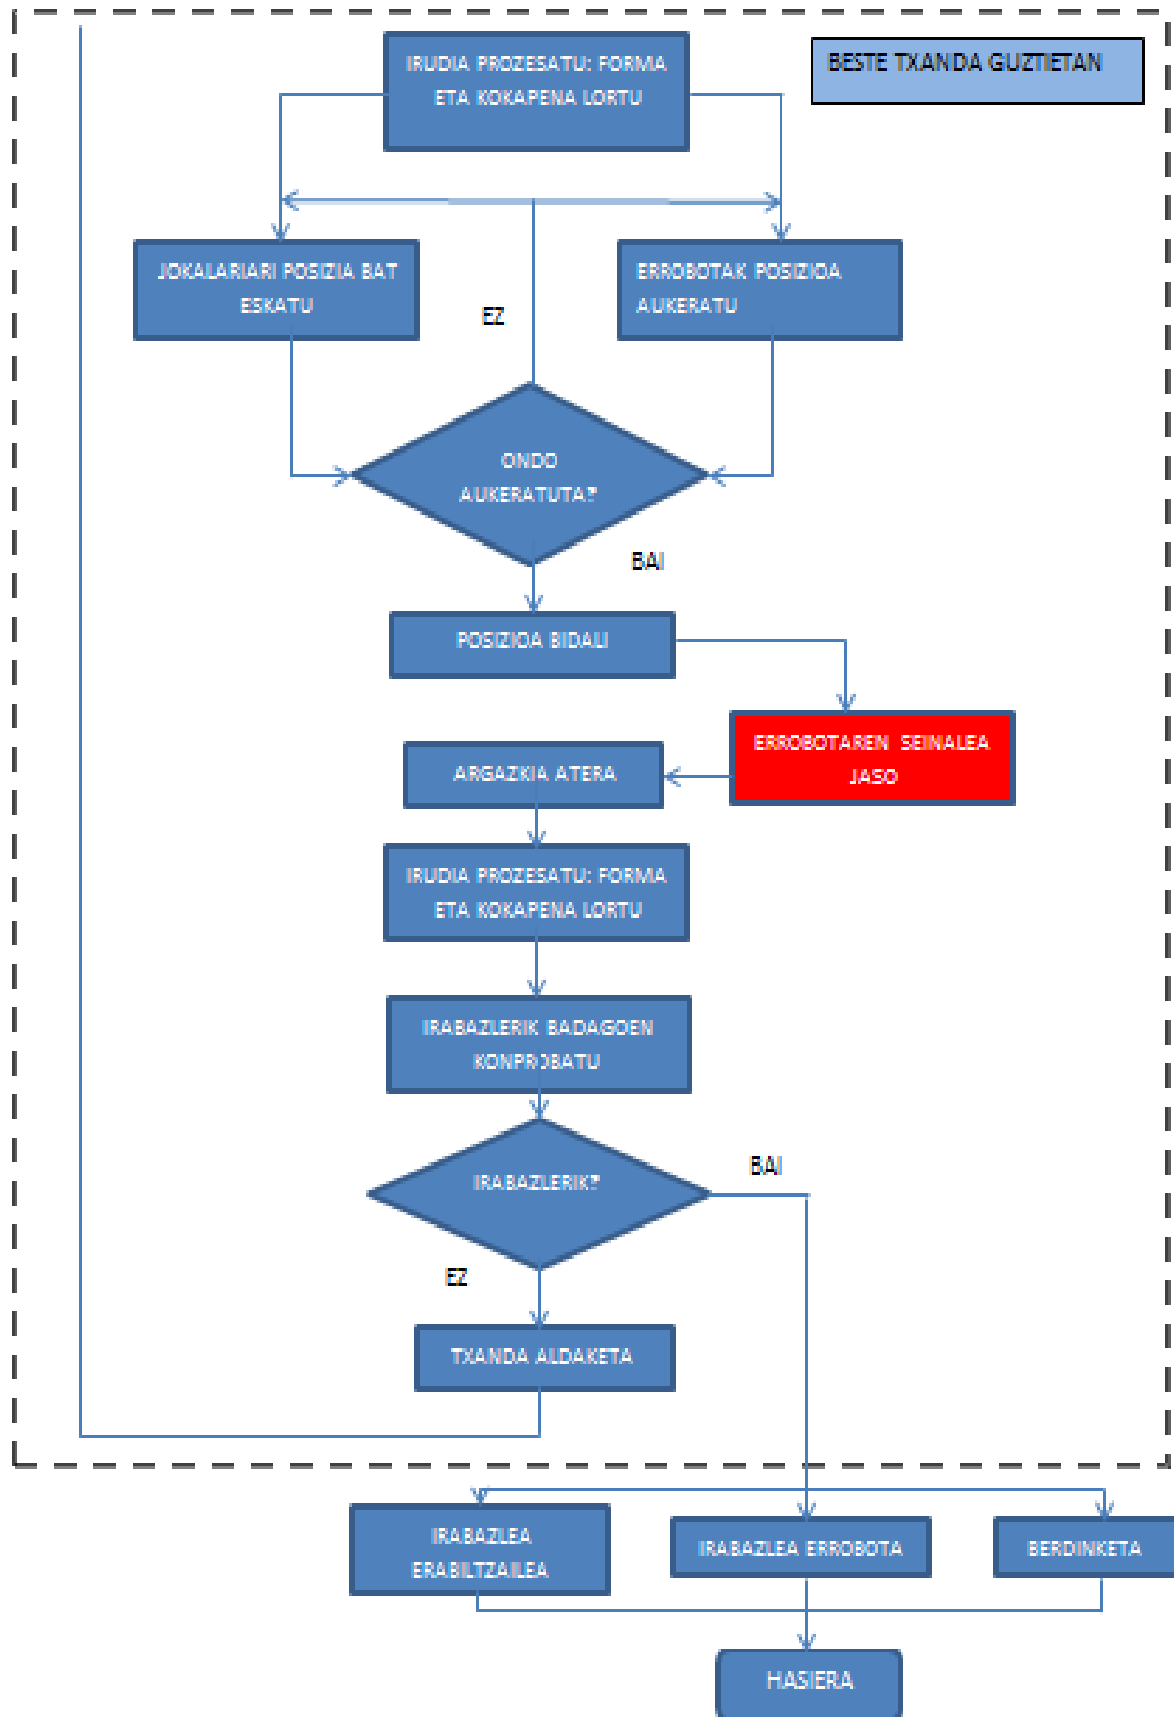 IRUDIA PROZESATU: FORMA
ETA KOKAPENA LORTU
BESTE TXANDA GUZTIETAN
JOKALARIARI POSIZIA BAT
ESKATU
ERROBOTAK POSIZIOA
AUKERATU
EZ
ONDO
AUKERATUTA?
BAI
POSIZIOA BIDALI
ERROBOTAREN SEINALEA
JASO
ARGAZKIA ATERA
IRUDIA PROZESATU: FORMA
ETA KOKAPENA LORTU
IRABAZLERIK BADAGOEN
KONPROBATU
IRABAZLERIK?
BAI
EZ
TXANDA ALDAKETA
IRABAZLEA
ERABILTZAILEA
IRABAZLEA ERROBOTA
BERDINKETA
HASIERA